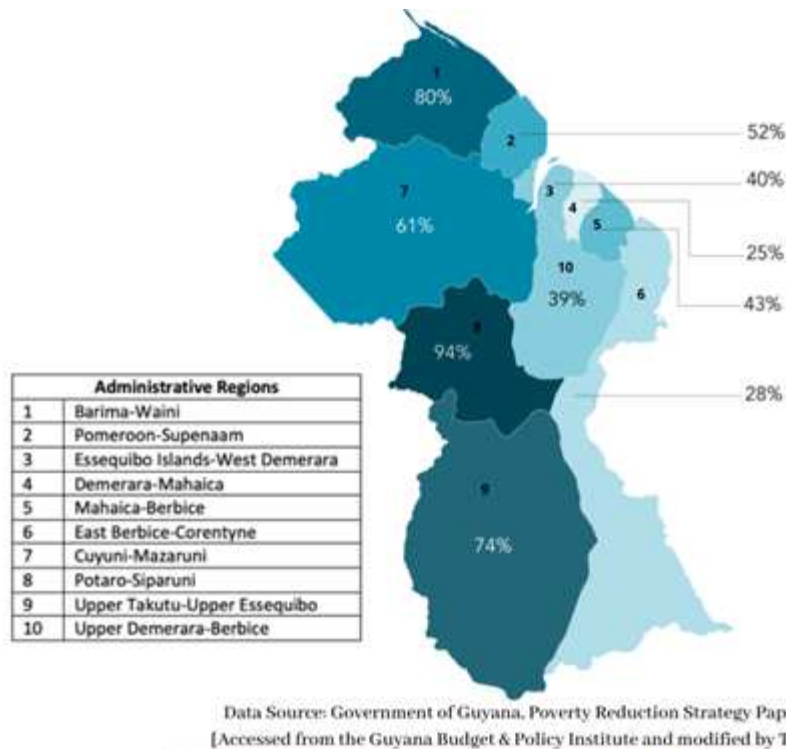 1
80%
2
52%
40%
3
7
4
5
61%
25%
10
6
39%
43%
8
94%
28%
Administrative Regions
1 Barima-Waini
2 Pomeroon-Supenaam
3 Essequibo Islands-West Demerara
4 Demerara-Mahaica
5 Mahaica-Berbice
6 East Berbice-Corentyne
7 Cuyuni-Mazaruni
8 Potaro-Siparuni
9 Upper Takutu-Upper Essequibo
10 Upper Demerara-Berbice
9
74%
Data Source: Government of Guyana, Poverty Reduction Strategy Pap
[Accessed from the Guyana Budget & Policy Institute and modified by T